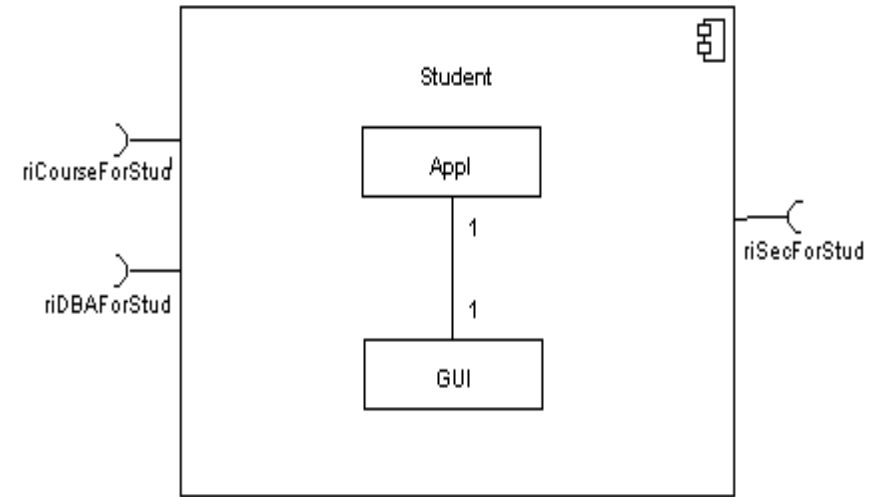 Student
Appl
riCourseForStud
1
riSecForStud
riDBAForStud
1
GUI